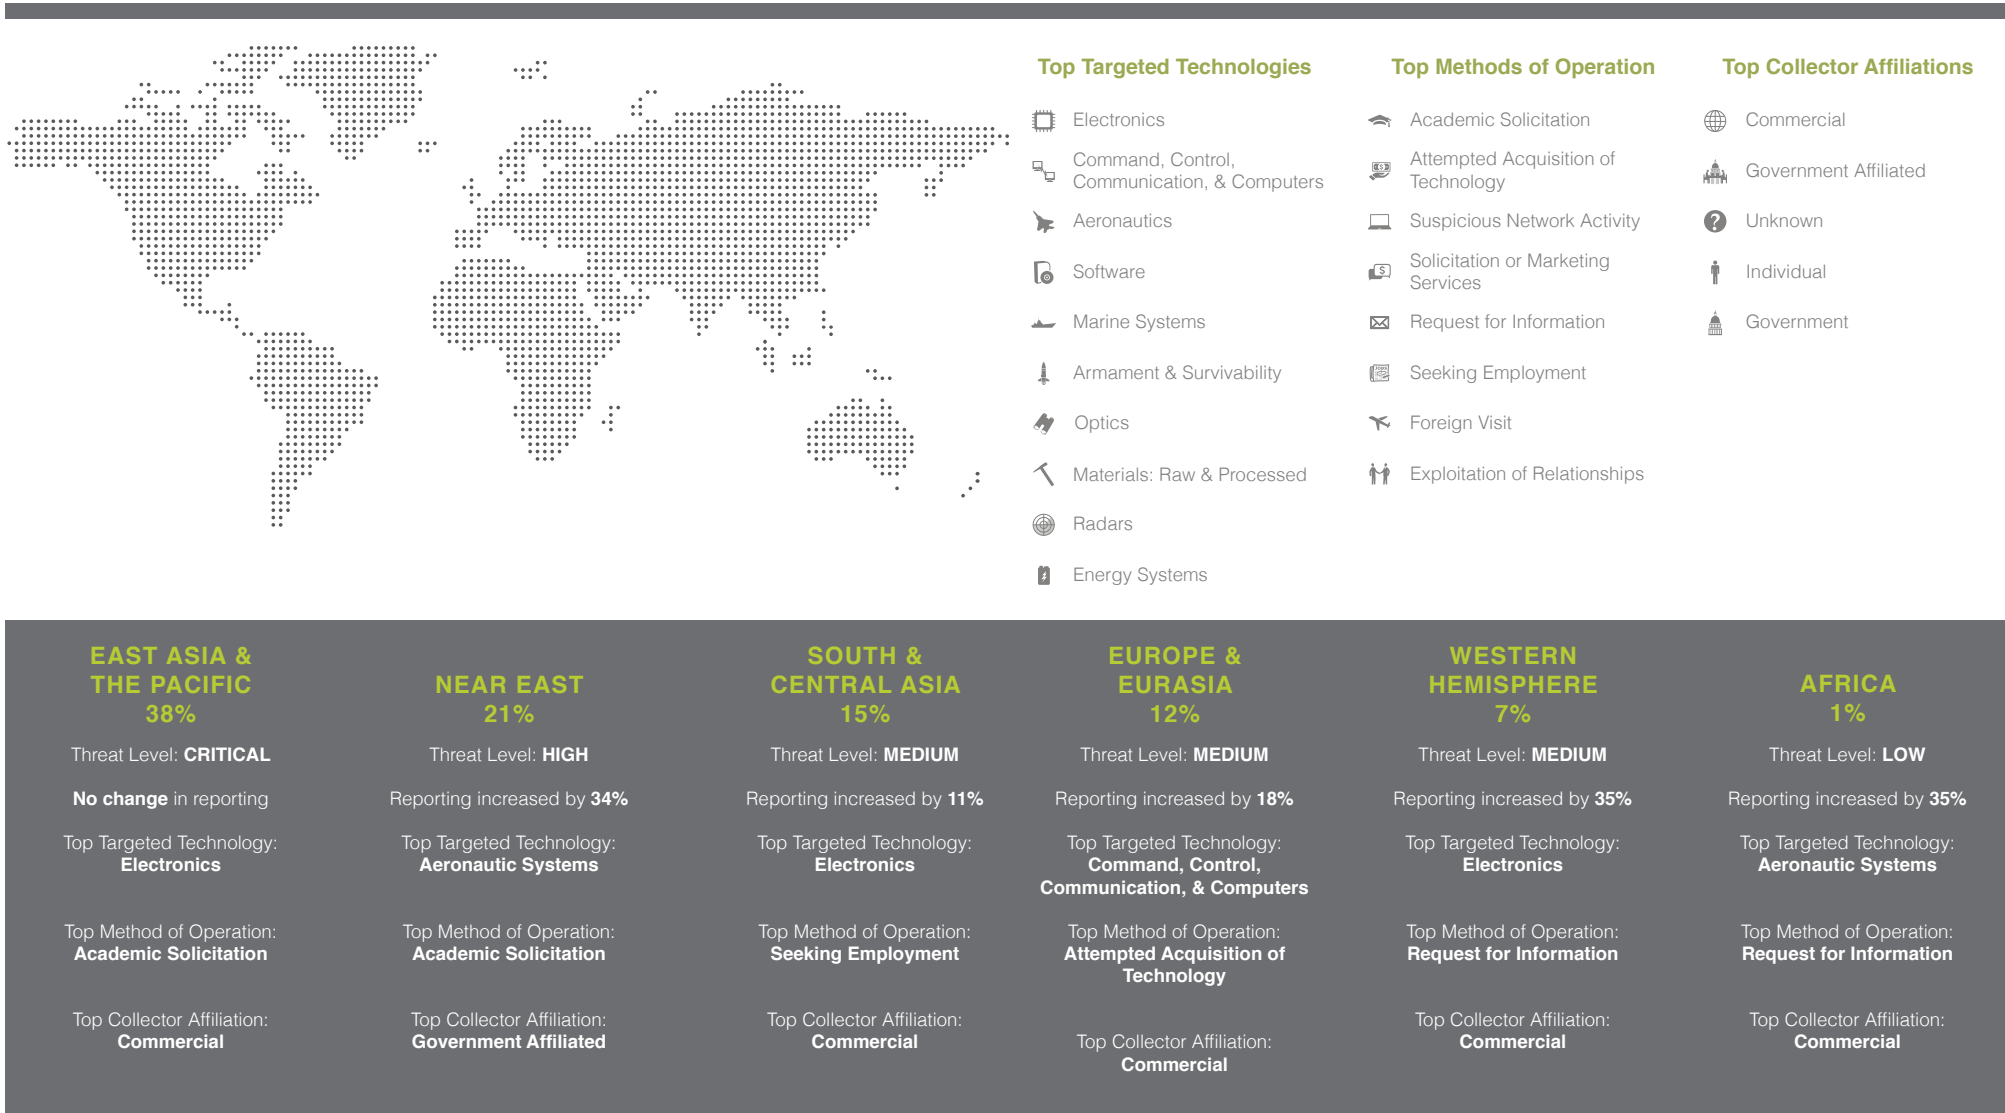 Top Targeted Technologies
Electronics
Command, Control,
Communication, & Computers
Aeronautics
Software
Marine Systems
Armament & Survivability
Optics
Materials: Raw & Processed
Radars
Energy Systems
Top Methods of Operation
Academic Solicitation
Attempted Acquisition of
Technology
Suspicious Network Activity
Solicitation or Marketing
Services
Request for Information
Seeking Employment
Foreign Visit
Exploitation of Relationships
Top Collector Affiliations
Commercial
Government Affiliated
Unknown
Individual
Government
EAST ASIA &
THE PACIFIC
38%
Threat Level: CRITICAL
No change in reporting
Top Targeted Technology:
Electronics
Top Method of Operation:
Academic Solicitation
Top Collector Affiliation:
Commercial
NEAR EAST
21%
Threat Level: HIGH
Reporting increased by 34%
Top Targeted Technology:
Aeronautic Systems
Top Method of Operation:
Academic Solicitation
Top Collector Affiliation:
Government Affiliated
SOUTH &
CENTRAL ASIA
15%
Threat Level: MEDIUM
Reporting increased by 11%
Top Targeted Technology:
Electronics
Top Method of Operation:
Seeking Employment
Top Collector Affiliation:
Commercial
EUROPE &
EURASIA
12%
Threat Level: MEDIUM
Reporting increased by 18%
Top Targeted Technology:
Command, Control,
Communication, & Computers
Top Method of Operation:
Attempted Acquisition of
Technology
Top Collector Affiliation:
Commercial
WESTERN
HEMISPHERE
7%
Threat Level: MEDIUM
Reporting increased by 35%
Top Targeted Technology:
Electronics
Top Method of Operation:
Request for Information
Top Collector Affiliation:
Commercial
AFRICA
1%
Threat Level: LOW
Reporting increased by 35%
Top Targeted Technology:
Aeronautic Systems
Top Method of Operation:
Request for Information
Top Collector Affiliation:
Commercial